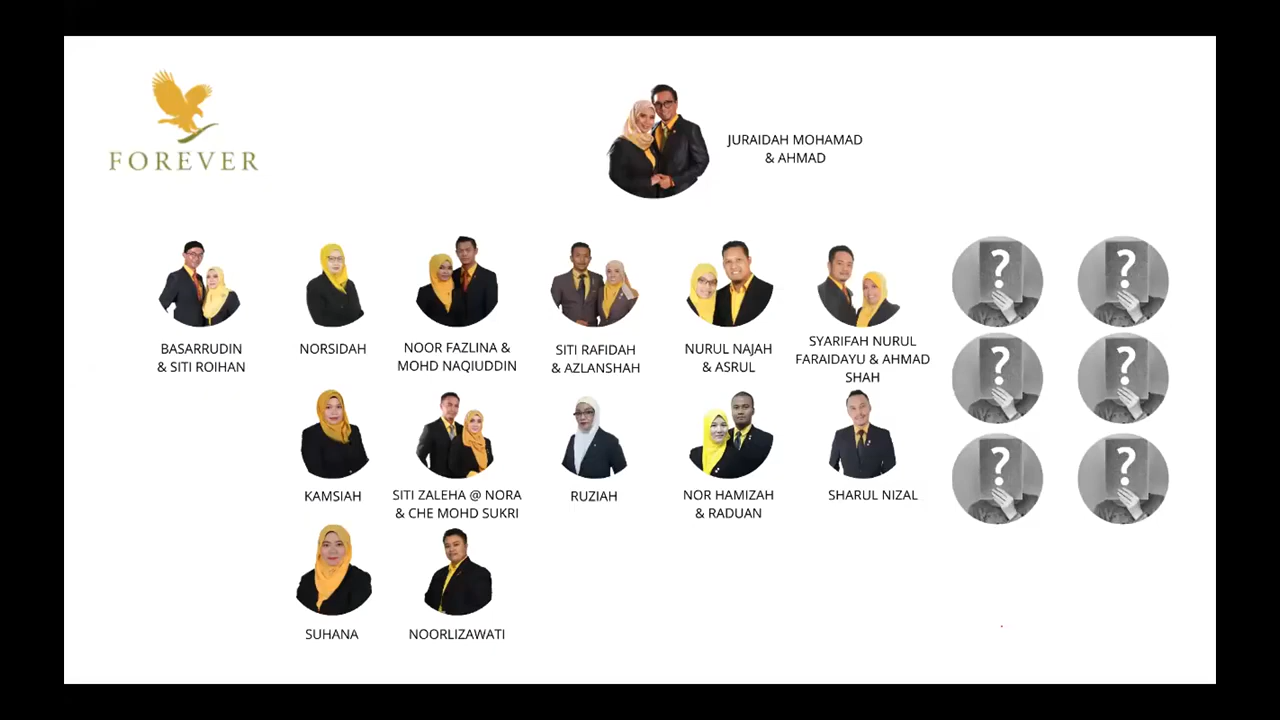 FOREVER
JURAIDAH MOHAMAD
& AHMAD
BASARRUDIN
& SITI ROIHAN
NORSIDAH
NOOR FAZLINA &
MOHD NAQIUDDIN
SITI RAFIDAH
& AZLANSHAH
NURUL NAJAH
& ASRUL
SYARIFAH NURUL
FARAIDAYU & AHMAD
SHAH
?
?
?
?
KAMSIAH
SITI ZALEHA @ NORA
& CHE MOHD SUKRI
RUZIAH
NOR HAMIZAH
& RADUAN
SHARUL NIZAL
?
?
SUHANA
NOORLIZAWATI